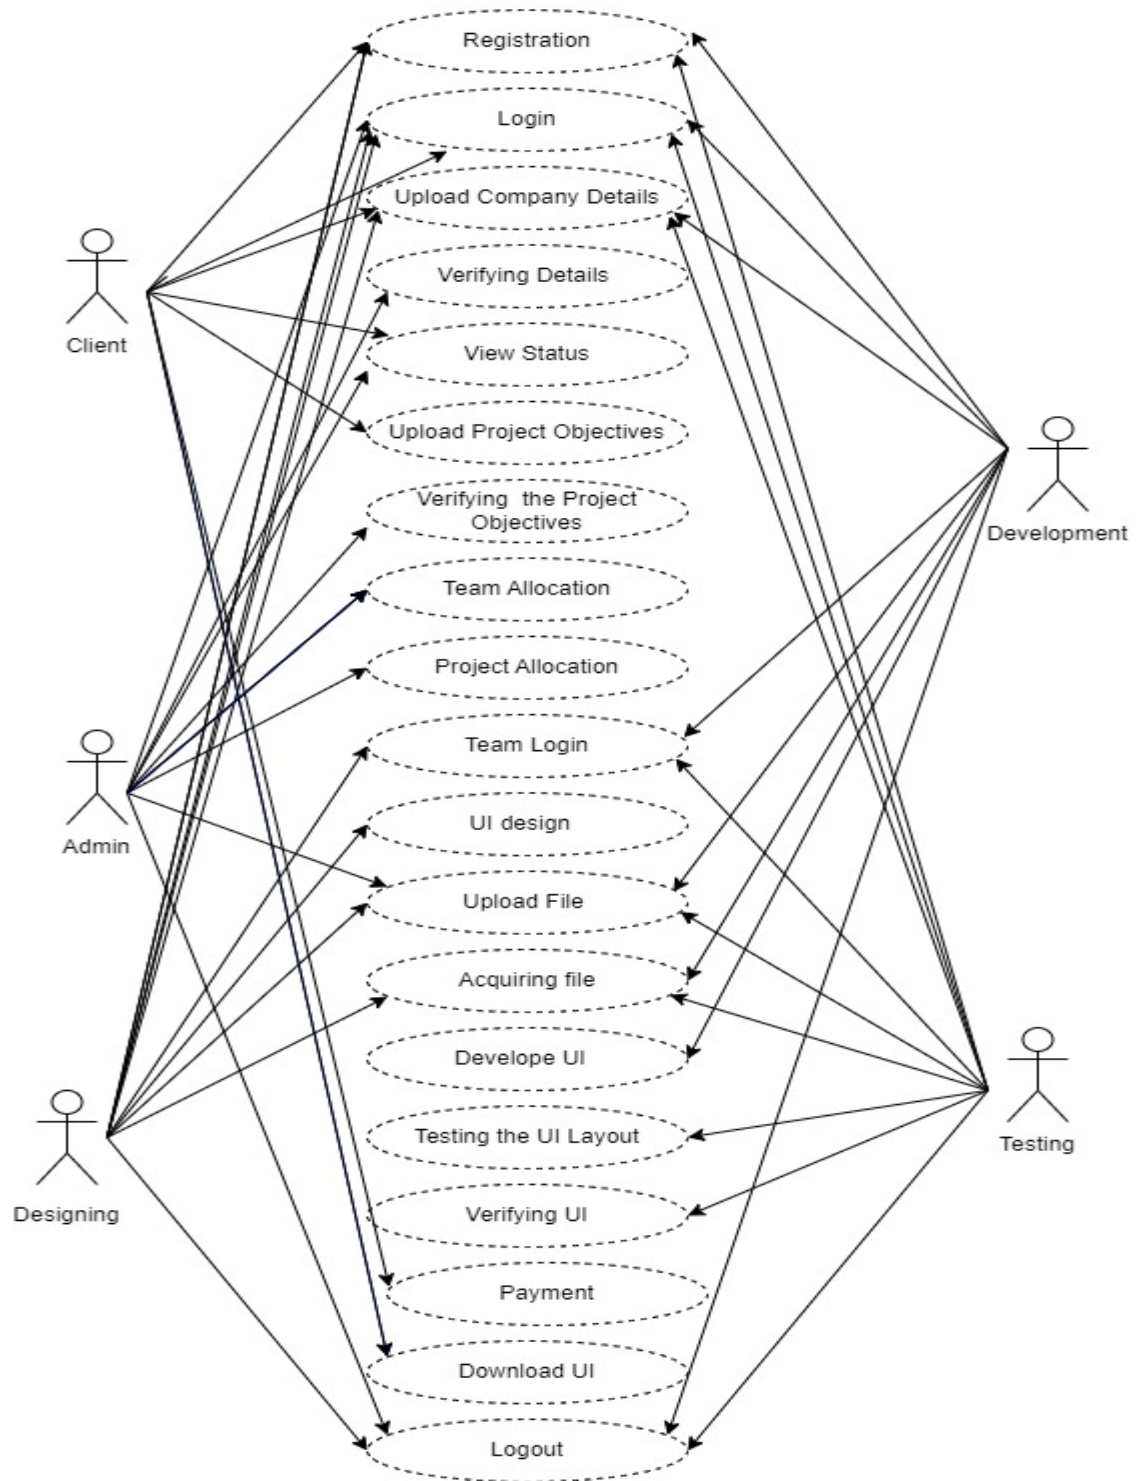 Registration
Login
Upload Company Details
Verifying Details
Client
View Status
Upload Project Objectives
Verifying the Project
Objectives
Development
Team Allocation
Project Allocation
Team Login
UI design
Admin
Upload File
Acquiring file
Develope UI
Testing the UI Layout
Testing
Designing
Verifying UI
Payment
Download UI
Logout